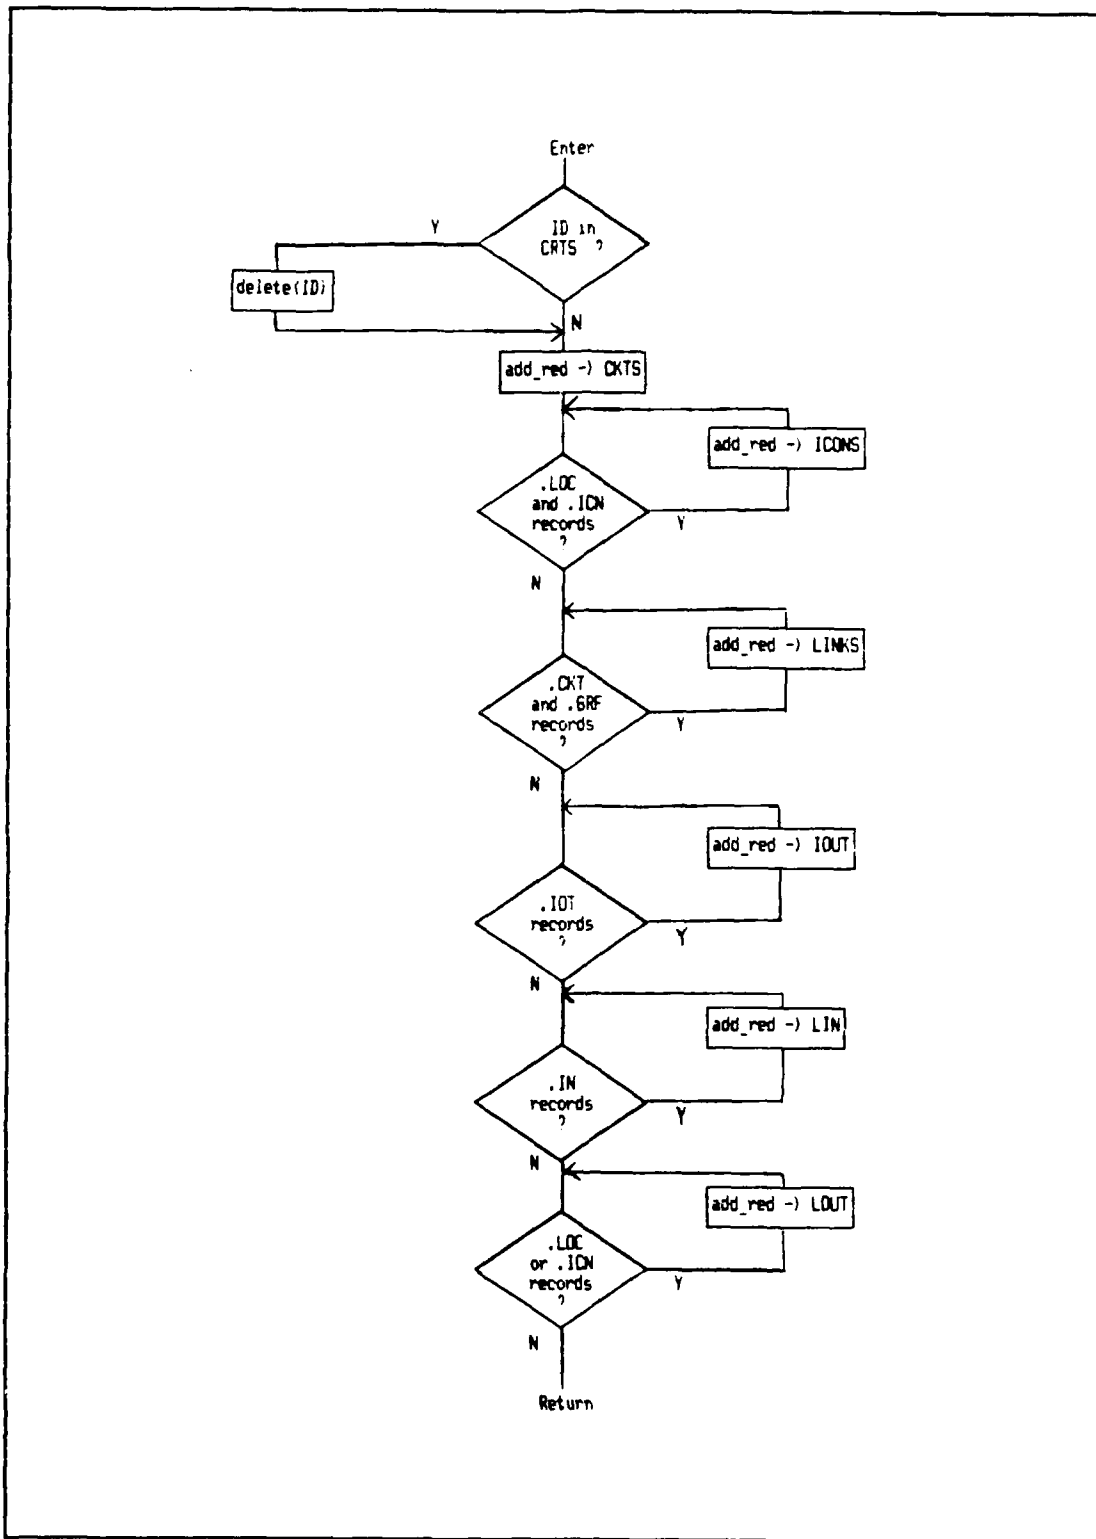 Enter
Y
ID in
CRTS ?
delete(ID)
N
add_red -) CKTS
add_red -) ICONS
.LOC
and .ICN
records
?
Y
N
add_red -) LINKS
.CKT
and .GRF
records
?
Y
N
add_red -) IOUT
.IOT
records
?
Y
N
add_red -) LIN
.IN
records
?
Y
N
add_red -) LOUT
.LOC
or .ICN
records
?
Y
N
Return